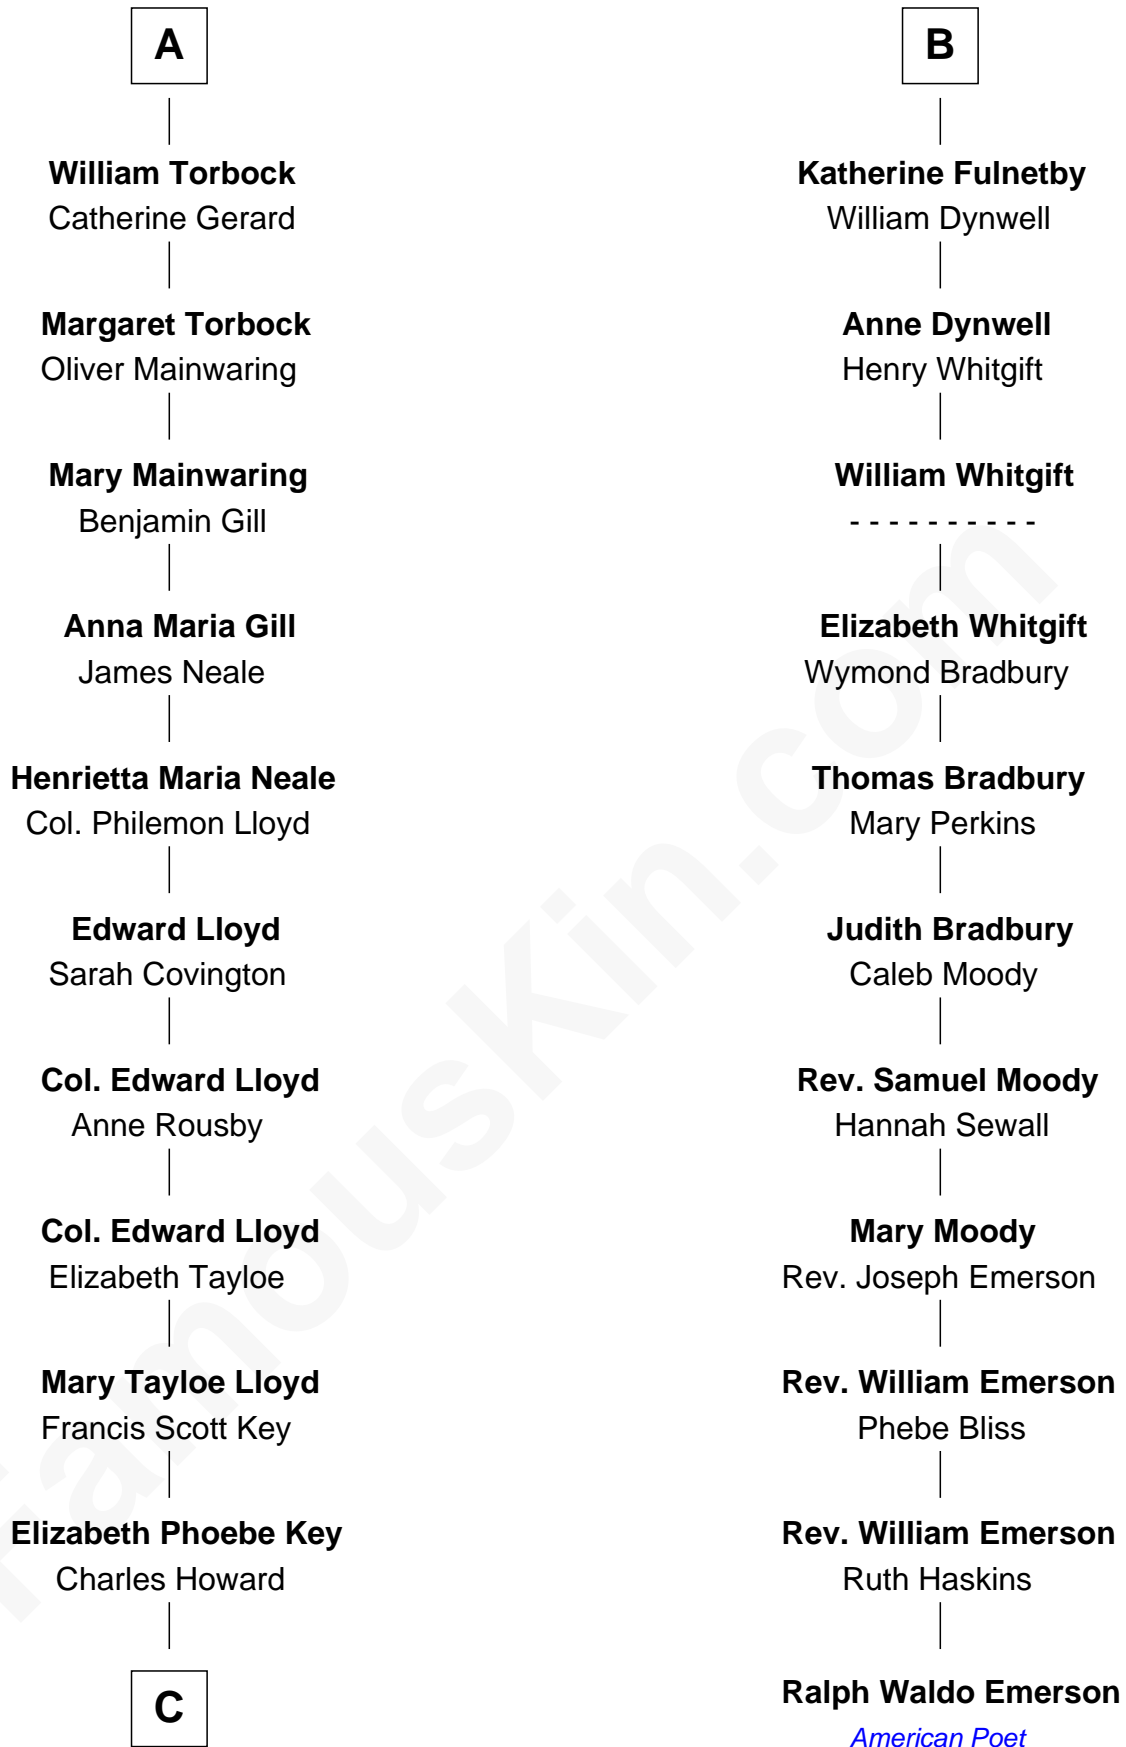 A
William Torbock
Catherine Gerard
Margaret Torbock
Oliver Mainwaring
Mary Mainwaring
Benjamin Gill
Anna Maria Gill
James Neale
Henrietta Maria Neale
Col. Philemon Lloyd
Edward Lloyd
Sarah Covington
Col. Edward Lloyd
Anne Rousby
Col. Edward Lloyd
Elizabeth Tayloe
Mary Tayloe Lloyd
Francis Scott Key
Elizabeth Phoebe Key
Charles Howard
C
B
Katherine Fulnetby
William Dynwell
Anne Dynwell
Henry Whitgift
William Whitgift
- - - - - - - - - -
Elizabeth Whitgift
Wymond Bradbury
Thomas Bradbury
Mary Perkins
Judith Bradbury
Caleb Moody
Rev. Samuel Moody
Hannah Sewall
Mary Moody
Rev. Joseph Emerson
Rev. William Emerson
Phebe Bliss
Rev. William Emerson
Ruth Haskins
Ralph Waldo Emerson
American Poet
FamousKin.com